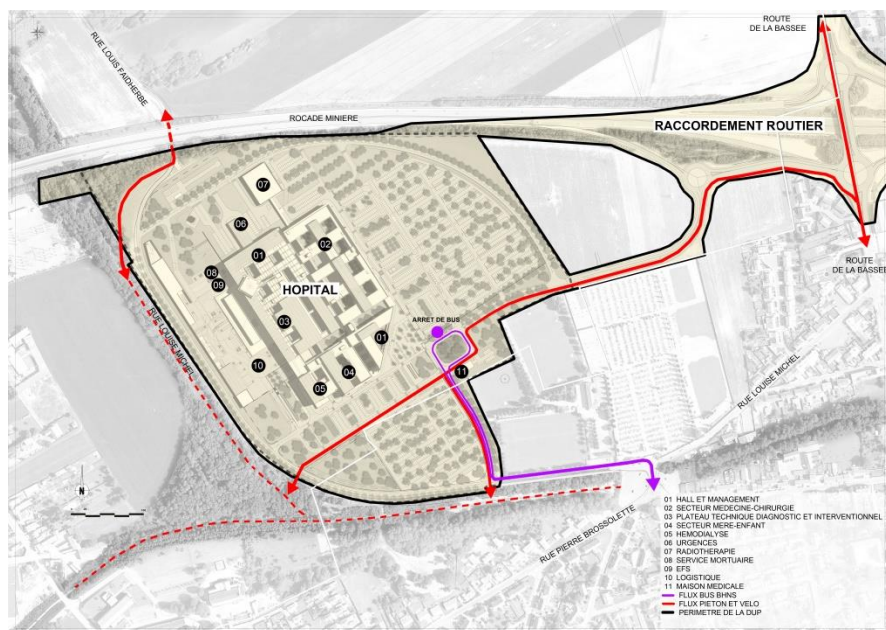 ROUTE
DE LA BASSEE
RUE LOUIS FAIDHERBE
ROCADE MINIERE
RACCORDEMENT ROUTIER
07
06
02
01
08
09
HOPITAL
ROUTE
DE LA BASSEE
ARRET DE BUS
03
01
RUE LOUISE MICHEL
10
04
11
05
RUE LOUISE MICHEL
N
RUE PIERRE BROSSOLETTE
01 HALL ET MANAGEMENT
02 SECTEUR MEDECINE-CHIRURGIE
03 PLATEAU TECHNIQUE DIAGNOSTIC ET INTERVENTIONNEL
04 SECTEUR MERE-ENFANT
05 HEMODIALYSE
06 URGENCES
07 RADIOTHERAPIE
08 SERVICE MORTUAIRE
09 EFS
10 LOGISTIQUE
11 MAISON MEDICALE
FLUX BUS BHNS
FLUX PIETON ET VELO
PERIMETRE DE LA DUP